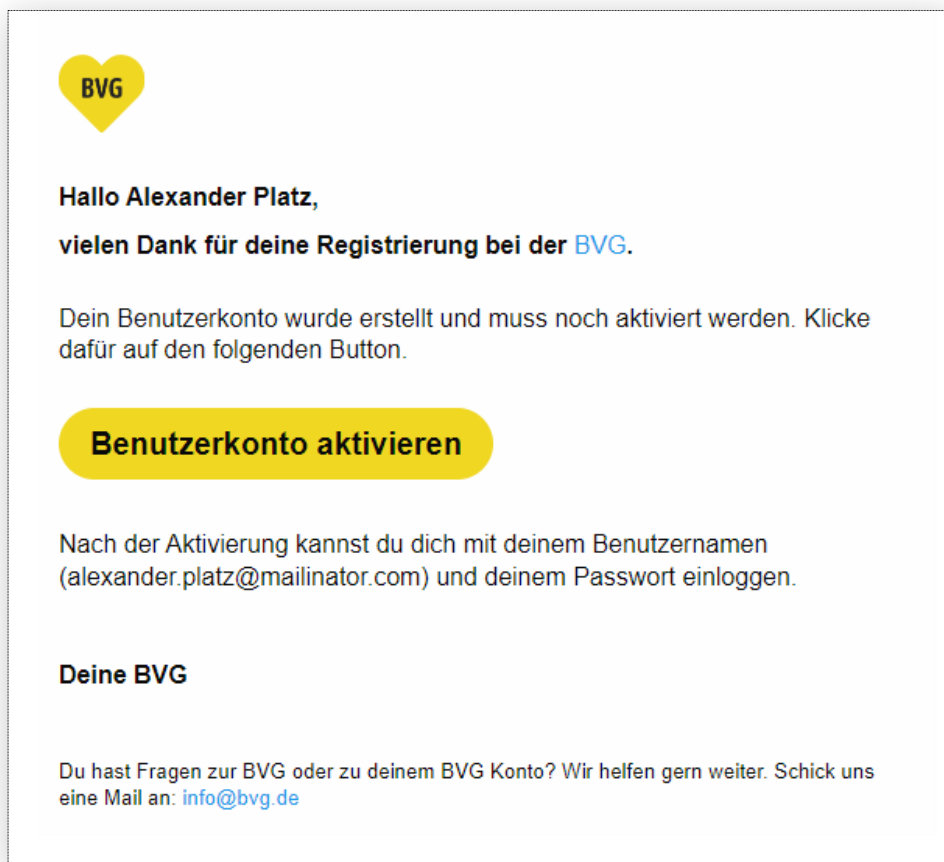 BVG
Hallo Alexander Platz,
vielen Dank für deine Registrierung bei der BVG.
Dein Benutzerkonto wurde erstellt und muss noch aktiviert werden. Klicke
dafür auf den folgenden Button.
Benutzerkonto aktivieren
Nach der Aktivierung kannst du dich mit deinem Benutzernamen
(alexander.platz@mailinator.com) und deinem Passwort einloggen.
Deine BVG
Du hast Fragen zur BVG oder zu deinem BVG Konto? Wir helfen gern weiter. Schick uns
eine Mail an: info@bvg.de